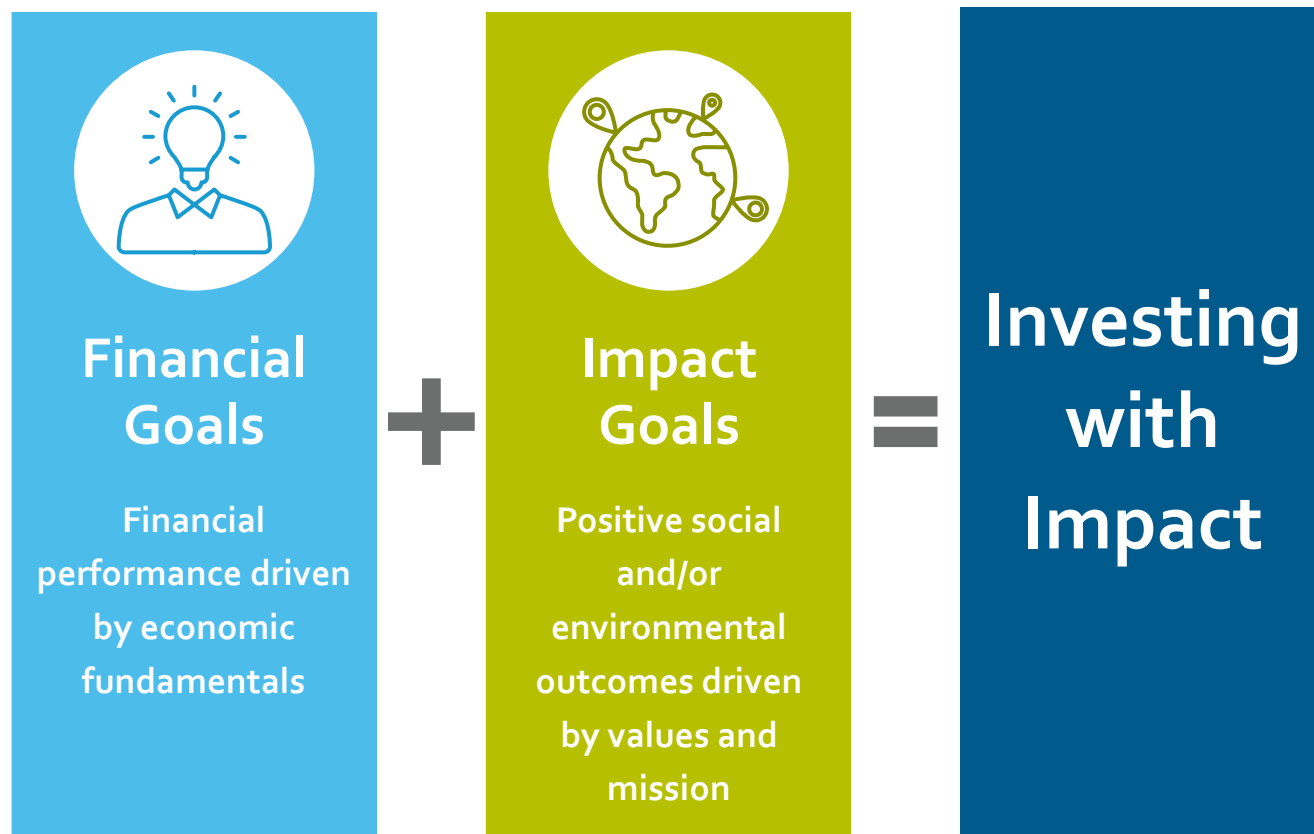 Financial
Goals
Financial
performance driven
by economic
fundamentals
+
Impact
Goals
Positive social
and/or
environmental
outcomes driven
by values and
mission
=
Investing
with
Impact